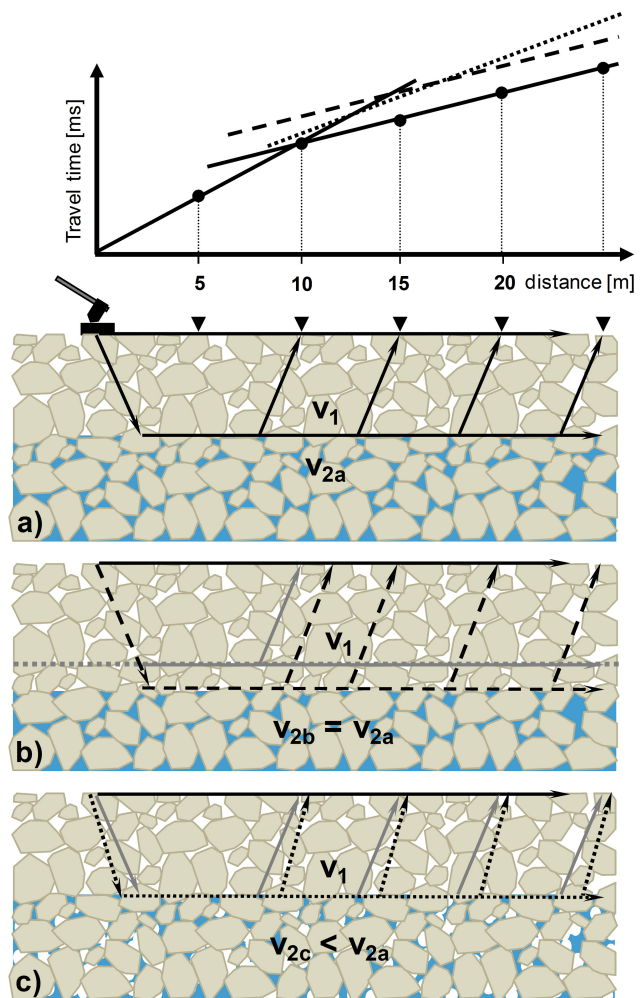 Travel time [ms]
5 10 15 20 distance [m]
v1
v2a
a)
v1
v2b = v2a
b)
v1
v2c < v2a
c)